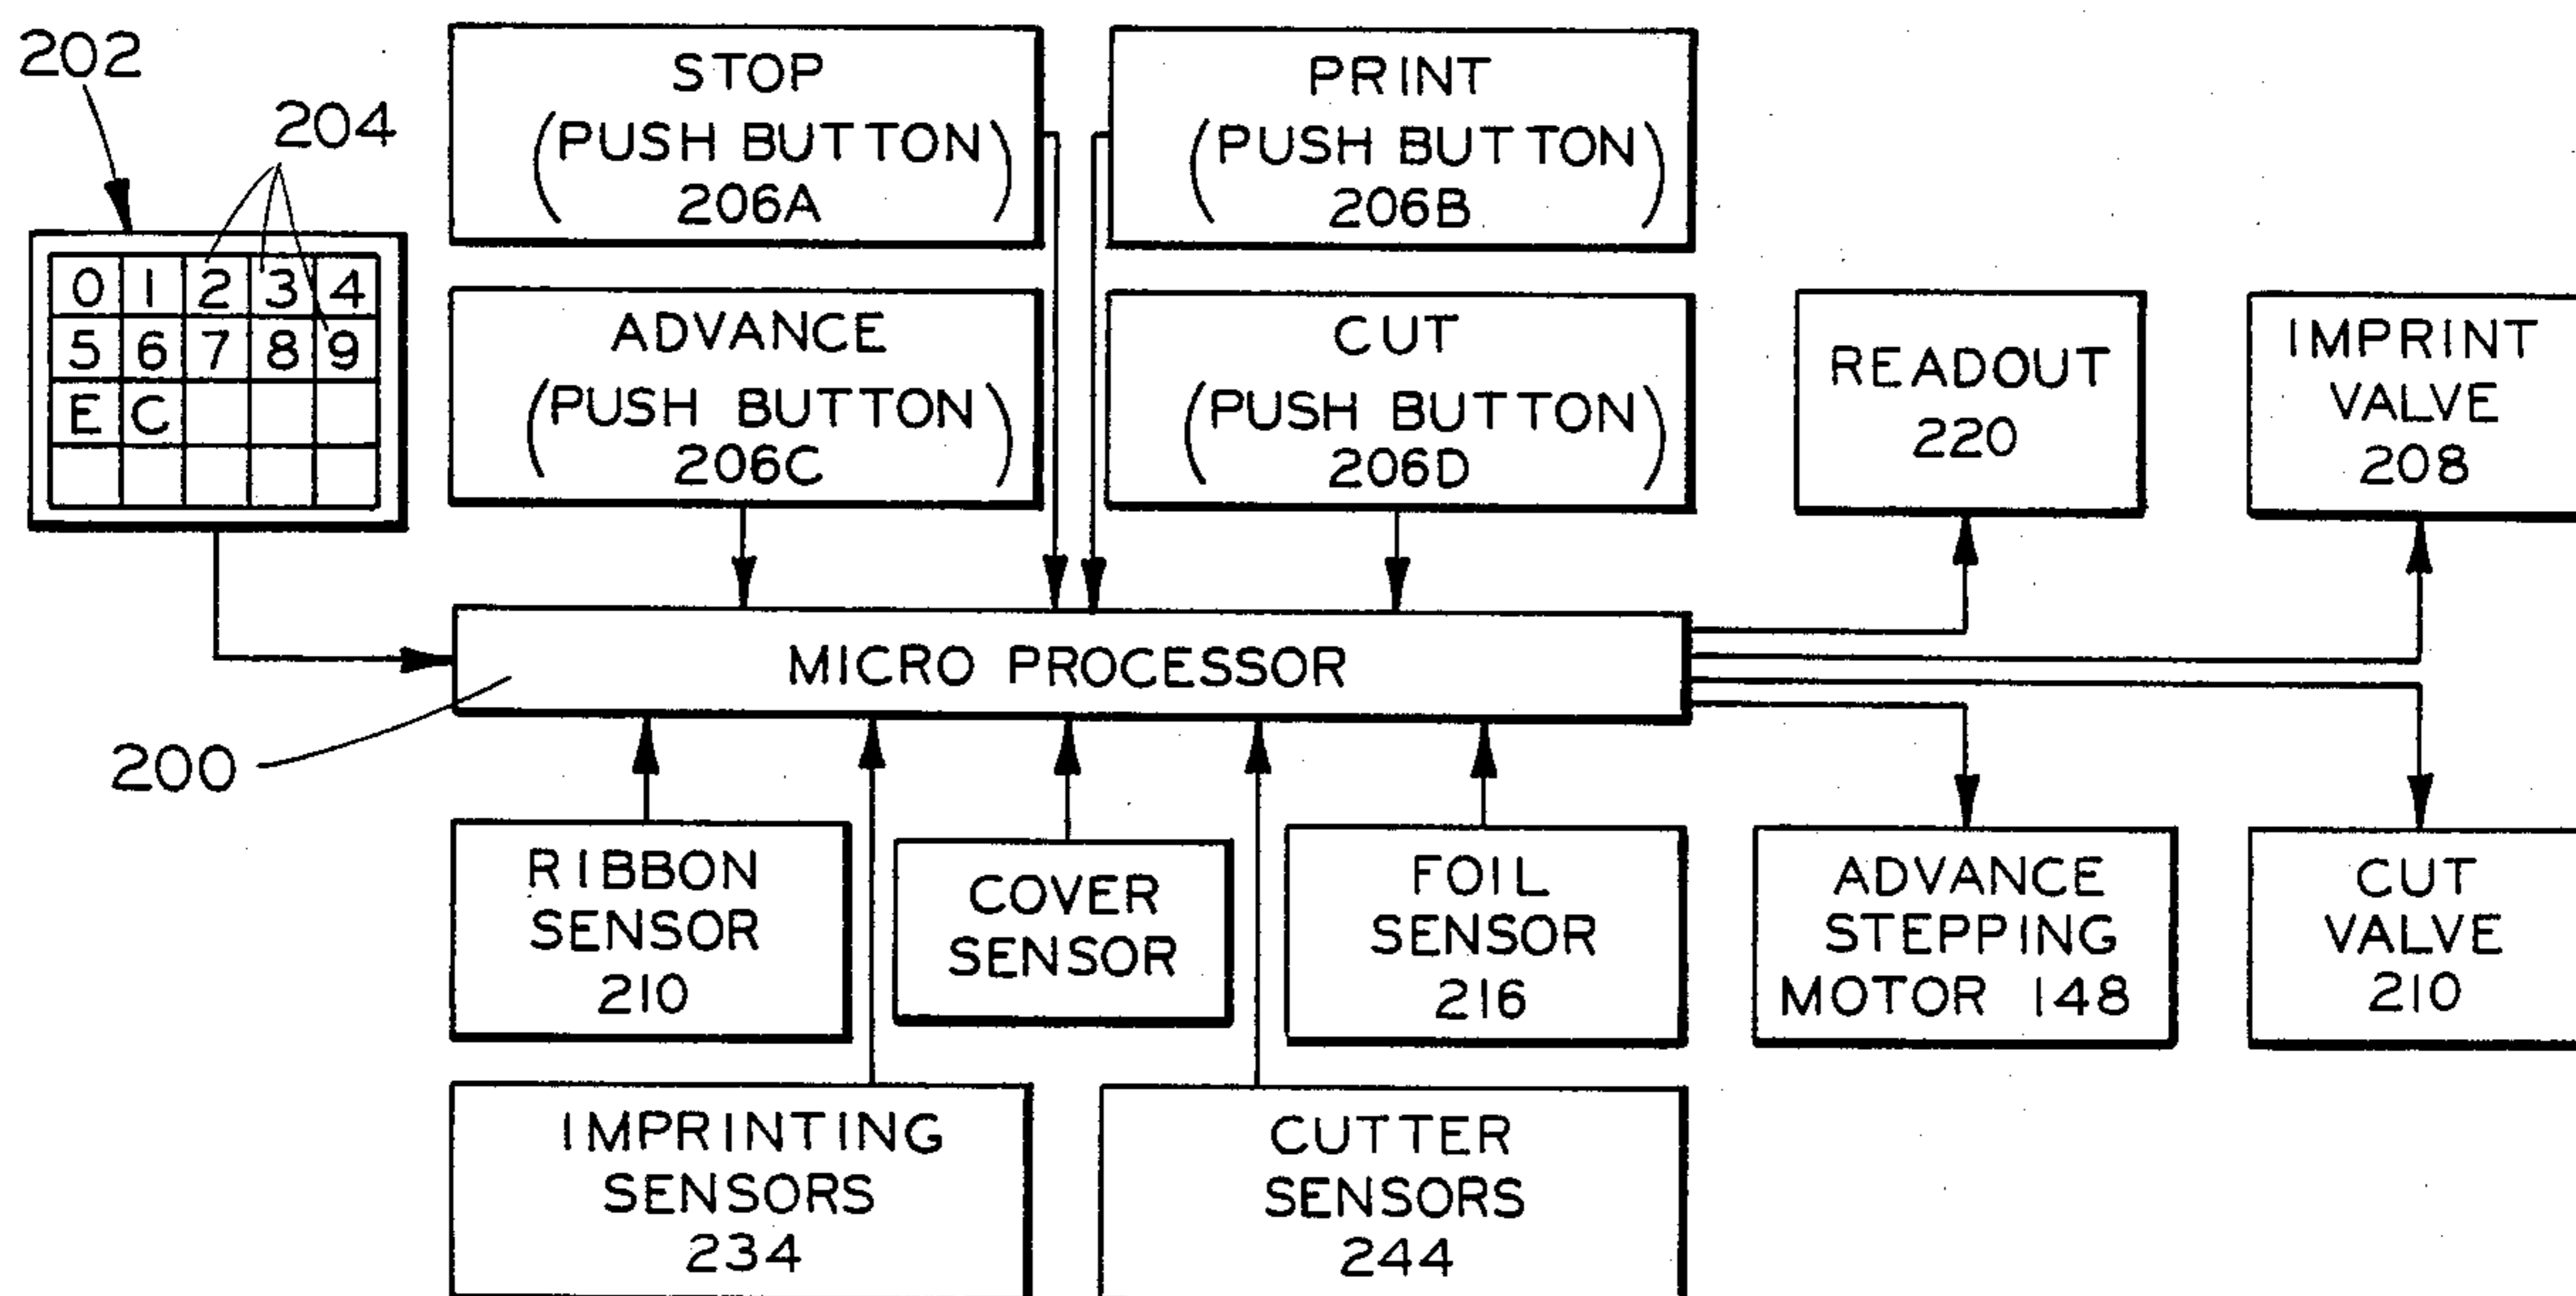 202
204
0 1 2 3 4
5 6 7 8 9
E C
STOP
(PUSH BUTTON)
206A
PRINT
(PUSH BUTTON)
206B
ADVANCE
(PUSH BUTTON)
206C
CUT
(PUSH BUTTON)
206D
READOUT
220
IMPRINT
VALVE
208
MICRO PROCESSOR
200
RIBBON
SENSOR
210
COVER
SENSOR
FOIL
SENSOR
216
ADVANCE
STEPPING
MOTOR 148
CUT
VALVE
210
IMPRINTING
SENSORS
234
CUTTER
SENSORS
244